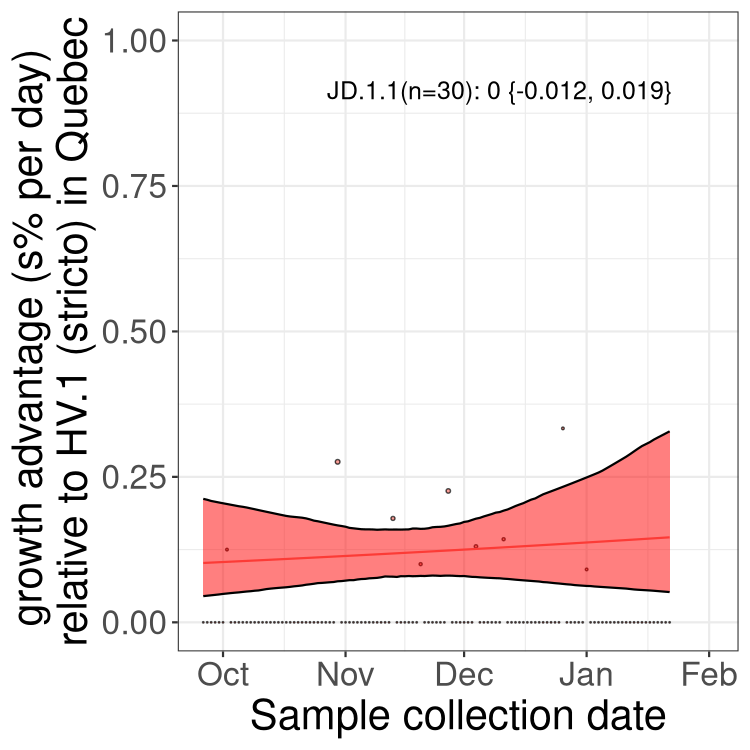 growth advantage (s% per day)
relative to HV.1 (stricto) in Quebec
1.00
JD.1.1(n=30): 0 {-0.012, 0.019}
0.75
0.50
0.25
0.00
Oct Nov Dec Jan Feb
Sample collection date